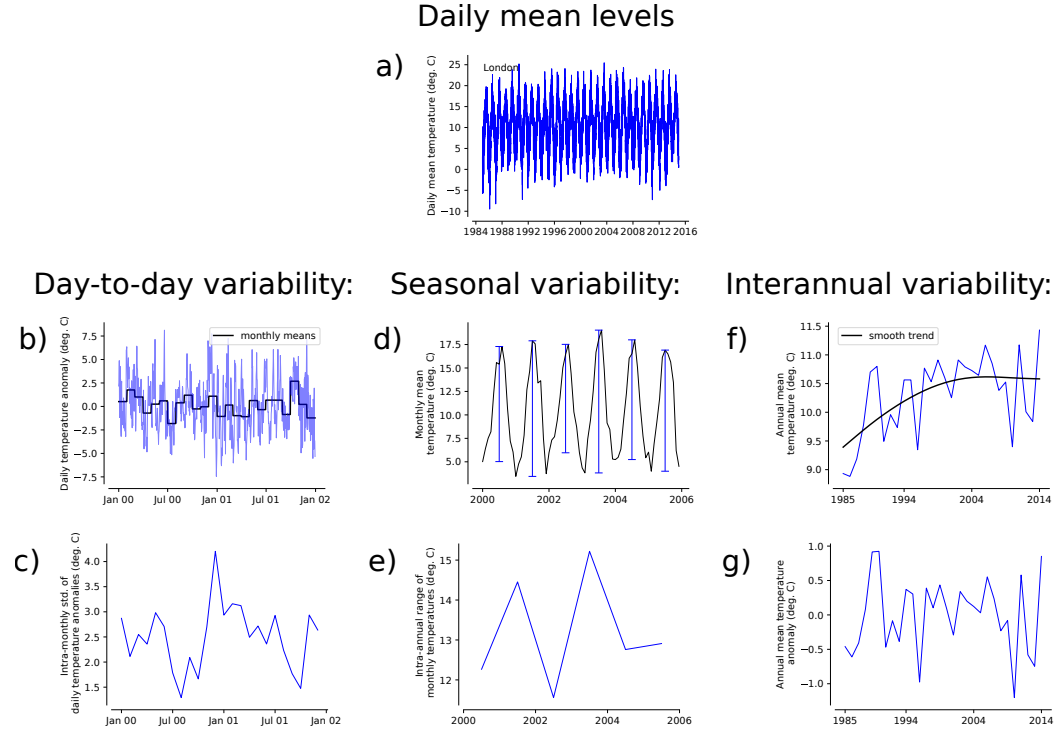 Daily mean levels
a)
London
Daily mean temperature (deg. C)
25
20
15
10
5
0
−5
−10
1984 1988 1992 1996 2000 2004 2008 2012 2016
Day-to-day variability:
Seasonal variability:
Interannual variability:
b)
Daily temperature anomaly (deg. C)
monthly means
7.5
5.0
2.5
0.0
−2.5
−5.0
−7.5
Jan 00 Jul 00 Jan 01 Jul 01 Jan 02
d)
Monthly mean
temperature (deg. C)
17.5
15.0
12.5
10.0
7.5
5.0
2000 2002 2004 2006
f)
Annual mean
temperature (deg. C)
smooth trend
11.5
11.0
10.5
10.0
9.5
9.0
1985 1994 2004 2014
c)
Intra-monthly std. of
daily temperature anomalies (deg. C)
4.0
3.5
3.0
2.5
2.0
1.5
Jan 00 Jul 00 Jan 01 Jul 01 Jan 02
e)
Intra-annual range of
monthly temperatures (deg. C)
15
14
13
12
2000 2002 2004 2006
g)
Annual mean temperature
anomaly (deg. C)
1.0
0.5
0.0
−0.5
−1.0
1985 1994 2004 2014